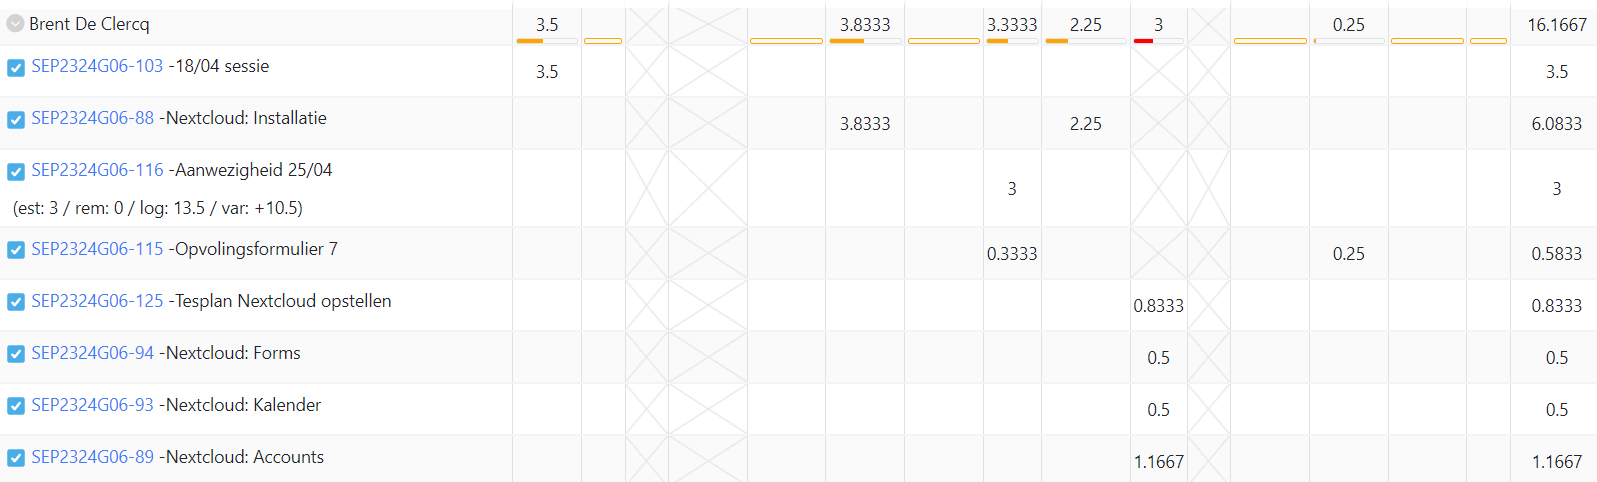 Brent De Clercq 3.5 3.8333 3.3333 2.25 3 0.25 16.1667
SEP2324G06-103 -18/04 sessie 3.5 3.5
SEP2324G06-88 -Nextcloud: Installatie 3.8333 2.25 6.0833
SEP2324G06-116 -Aanwezigheid 25/04
(est: 3 / rem: 0 / log: 13.5 / var: +10.5) 3 3
SEP2324G06-115 -Opvolingsformulier 7 0.3333 0.25 0.5833
SEP2324G06-125 -Tesplan Nextcloud opstellen 0.8333 0.8333
SEP2324G06-94 -Nextcloud: Forms 0.5 0.5
SEP2324G06-93 -Nextcloud: Kalender 0.5 0.5
SEP2324G06-89 -Nextcloud: Accounts 1.1667 1.1667